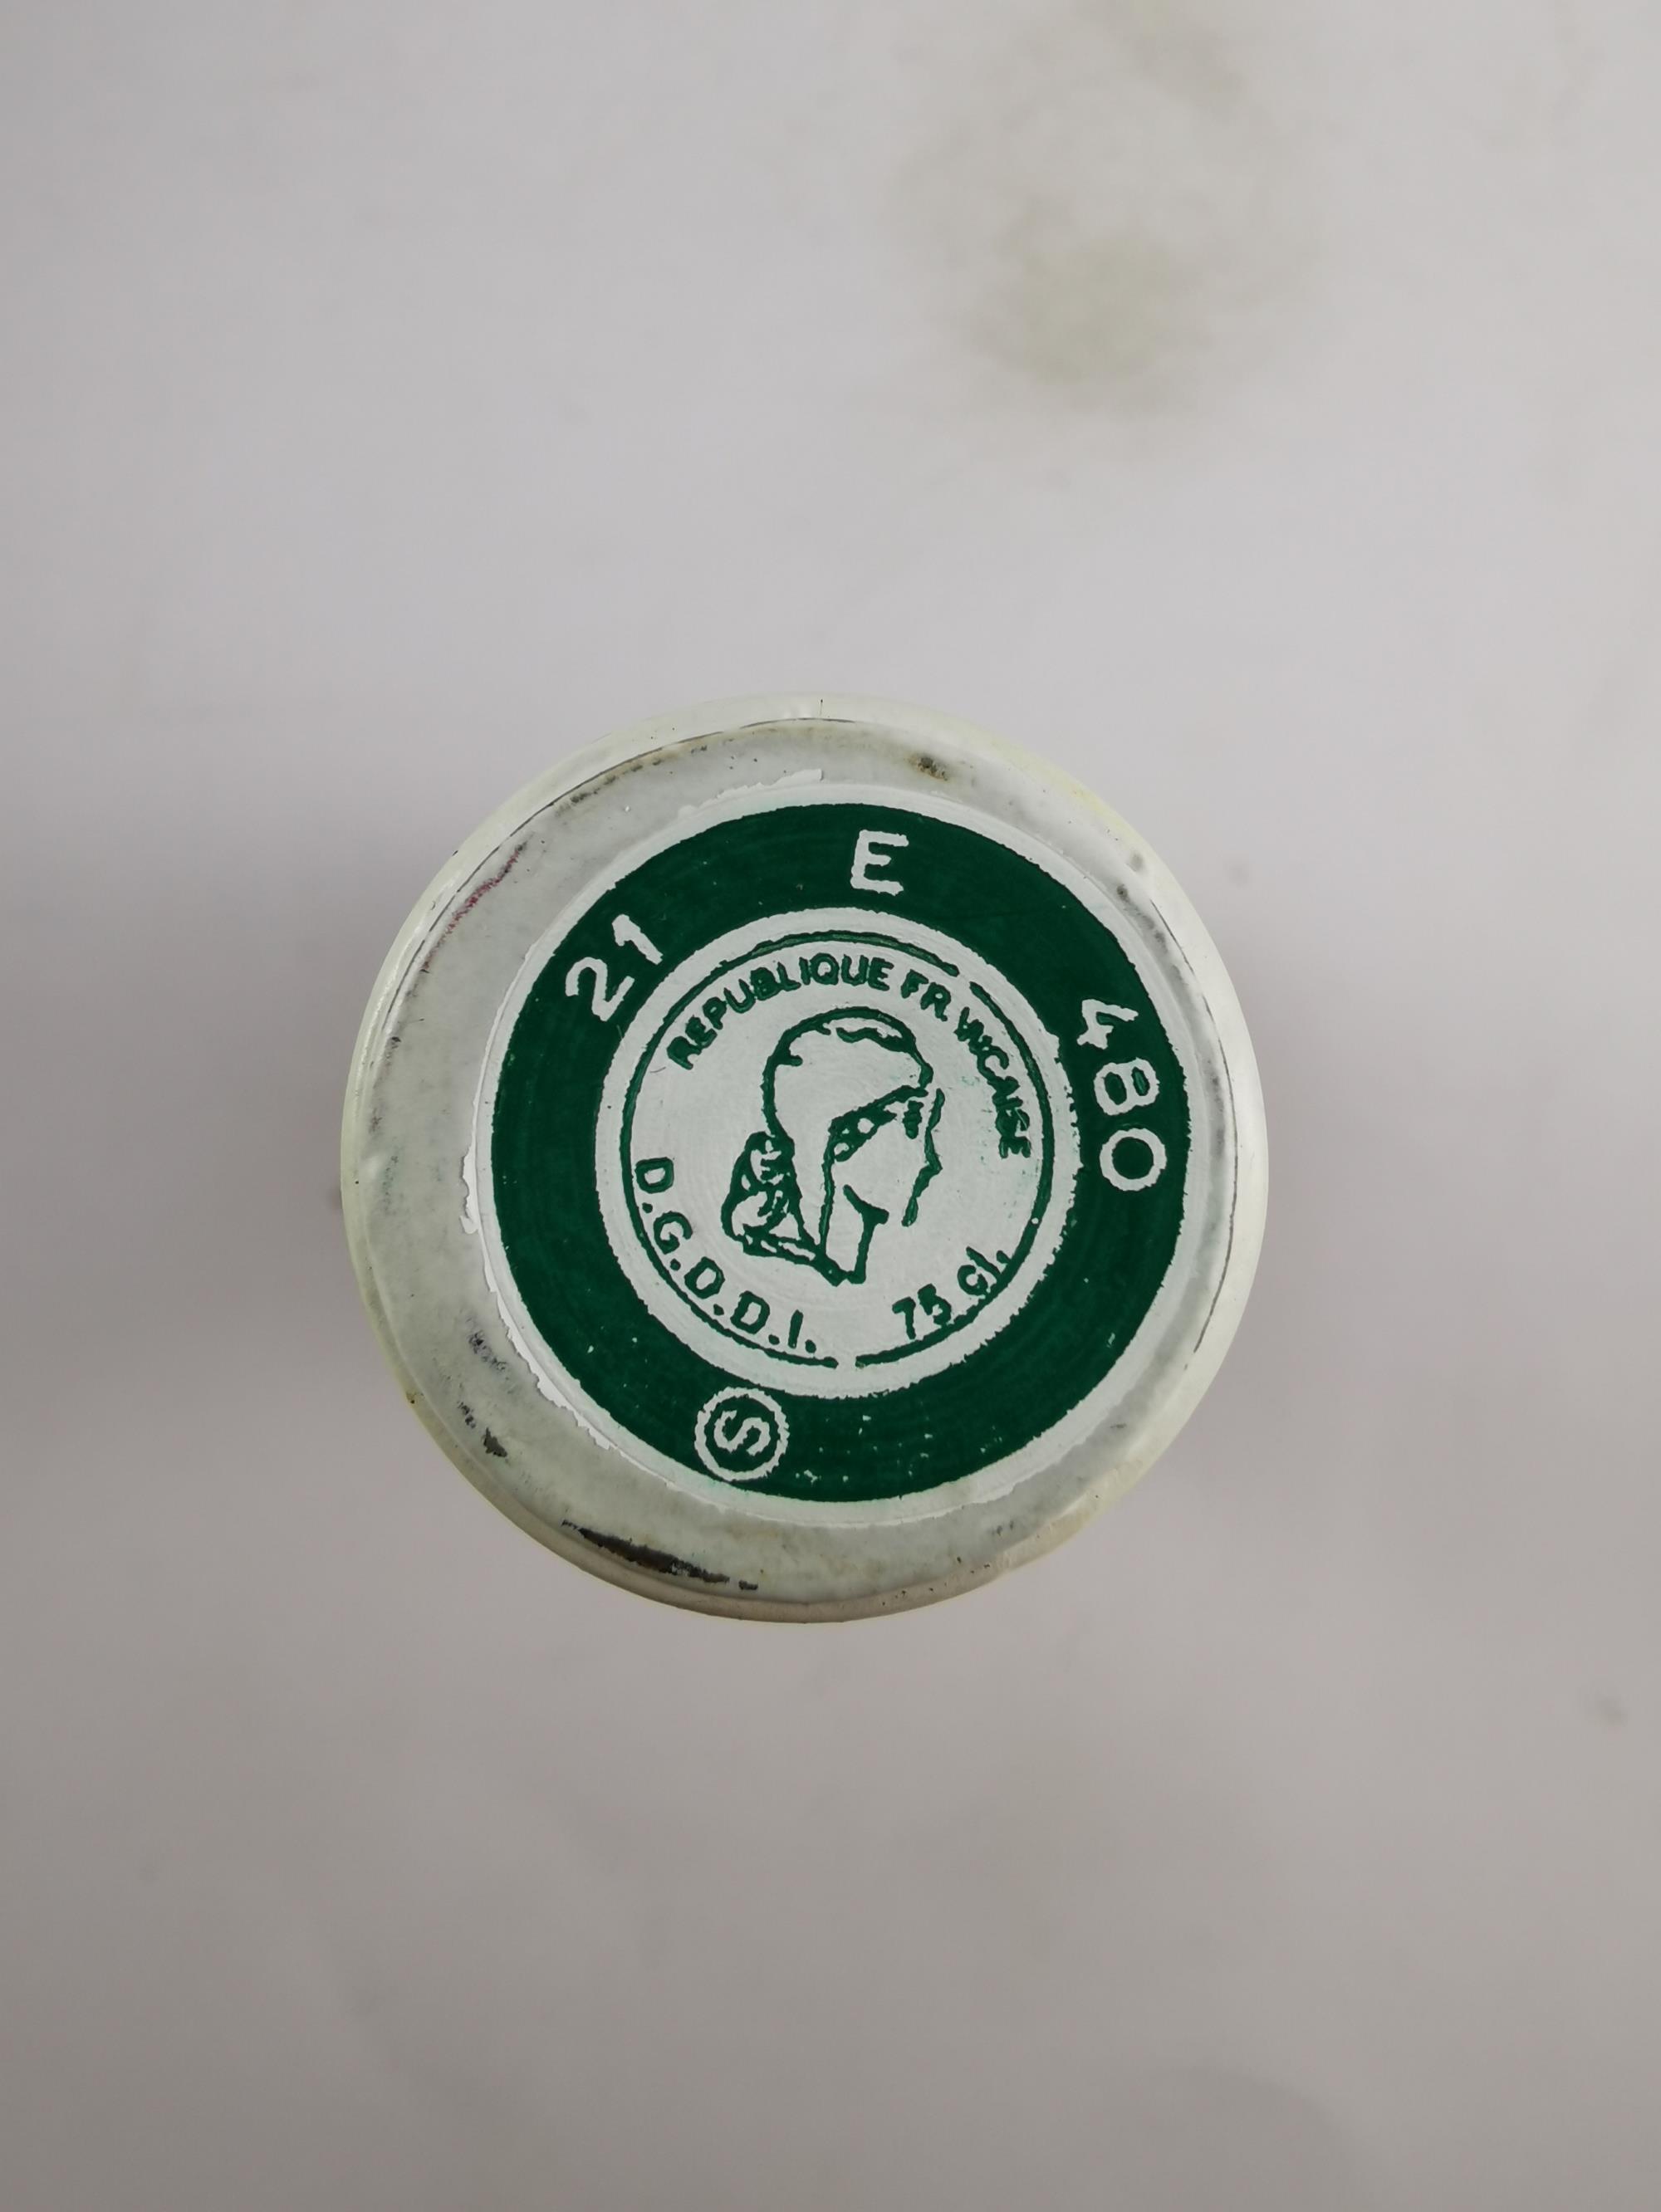 21 E 480
REPUBLIQUE FRANCAISE
D.G.D.D.I. 75 cl.
S